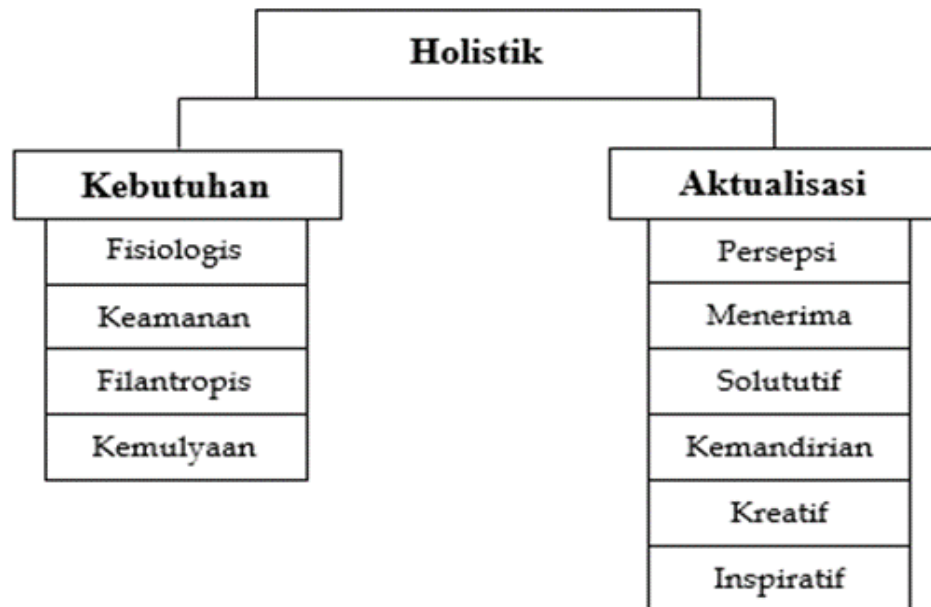 Holistik
Kebutuhan
Fisiologis
Keamanan
Filantropis
Kemulyaan
Aktualisasi
Persepsi
Menerima
Solututif
Kemandirian
Kreatif
Inspiratif